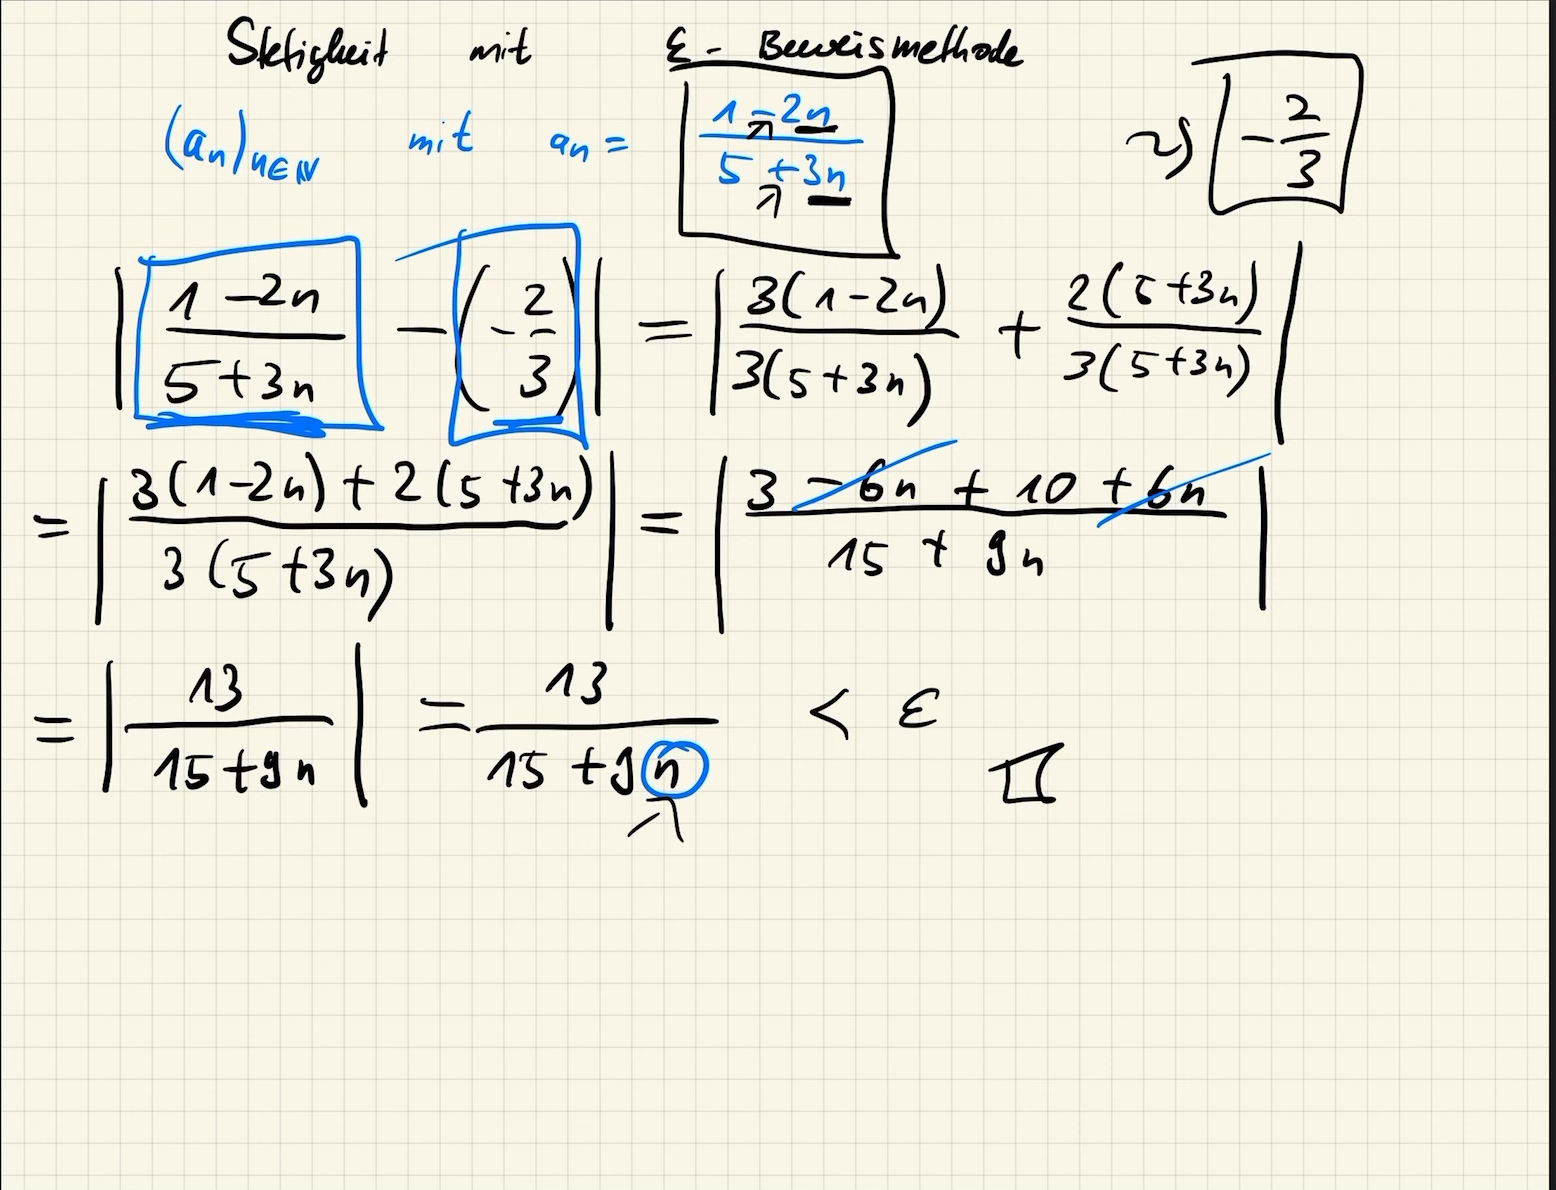 Stetigkeit mit ε - Beweismethode
(aₙ)ₙ∈ℕ mit aₙ = (1 - 2n)/(5 + 3n) ⇝ -2/3
|(1 - 2n)/(5 + 3n) - (-2/3)| = |3(1 - 2n)/3(5 + 3n) + 2(5 + 3n)/3(5 + 3n)|
= |(3(1 - 2n) + 2(5 + 3n))/3(5 + 3n)| = |(3 - 6n + 10 + 6n)/(15 + 9n)|
= |13/(15 + 9n)| = 13/(15 + 9n) < ε □